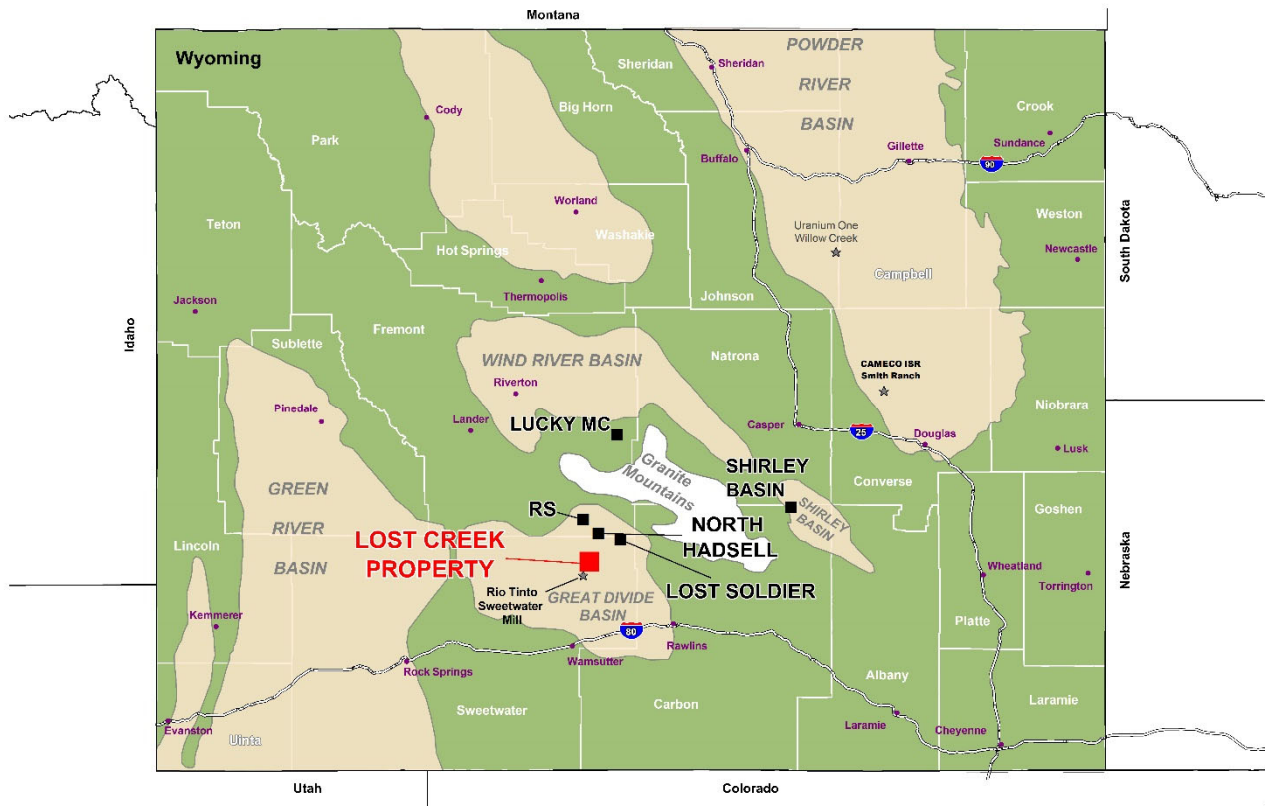 Montana
Wyoming
Sheridan
POWDER
RIVER
BASIN
Sheridan
Cody
Big Horn
Crook
Sundance
Park
Buffalo
Gillette
90
Worland
Washakie
Teton
Weston
Newcastle
Hot Springs
Uranium One
Willow Creek
Campbell
Thermopolis
Johnson
Jackson
Fremont
Sublette
Idaho
South Dakota
WIND RIVER BASIN
Natrona
CAMECO ISR
Smith Ranch
Riverton
Pinedale
Lander
LUCKY MC
Casper
25
Douglas
Niobrara
Lusk
Granite
Mountains
SHIRLEY
BASIN
Converse
GREEN
RIVER
BASIN
RS
SHIRLEY
BASIN
Goshen
NORTH
HADSELL
LOST CREEK
PROPERTY
Lincoln
Wheatland
Torrington
Nebraska
Rio Tinto
Sweetwater
Mill
GREAT DIVIDE
BASIN
LOST SOLDIER
Kemmerer
Platte
80
Rawlins
Wamsutter
Rock Springs
Albany
Sweetwater
Carbon
Laramie
Laramie
Cheyenne
Evanston
Uinta
Utah
Colorado